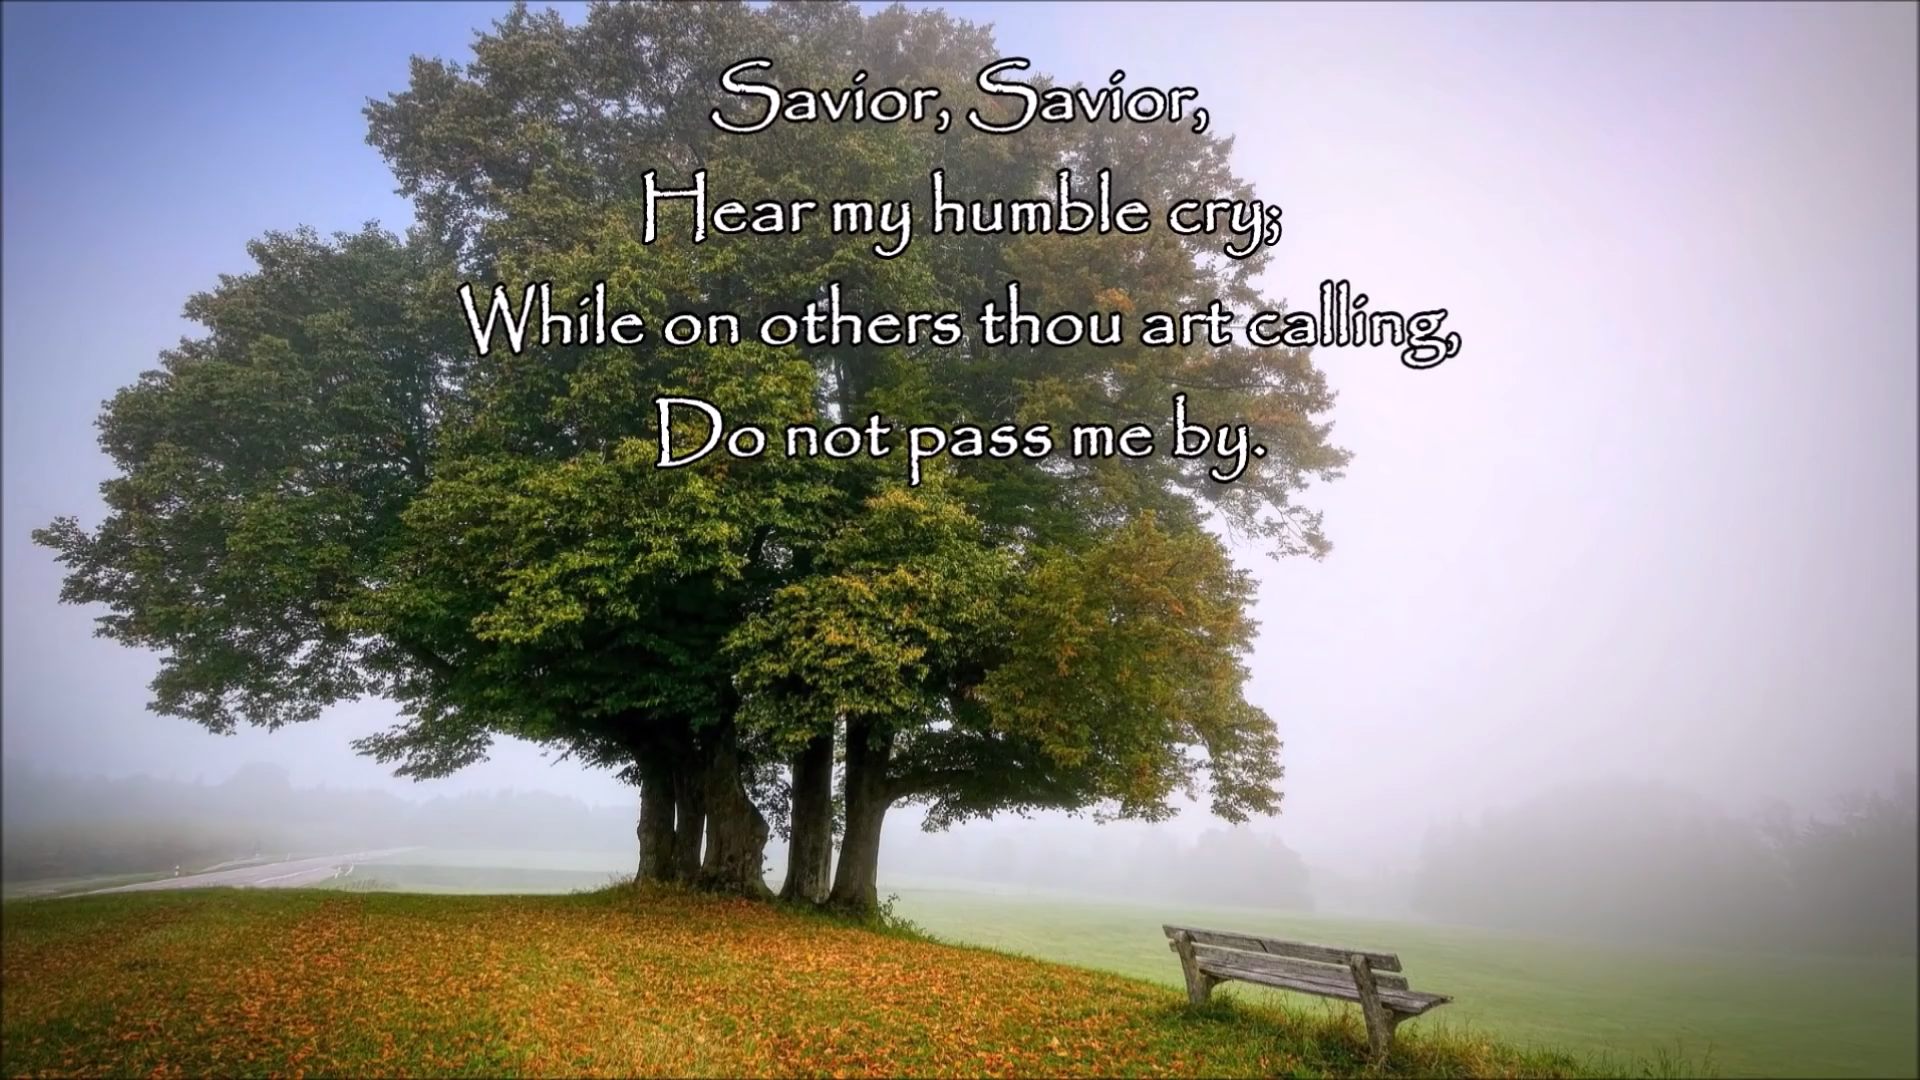 Savior, Savior,
Hear my humble cry;
While on others thou art calling,
Do not pass me by.